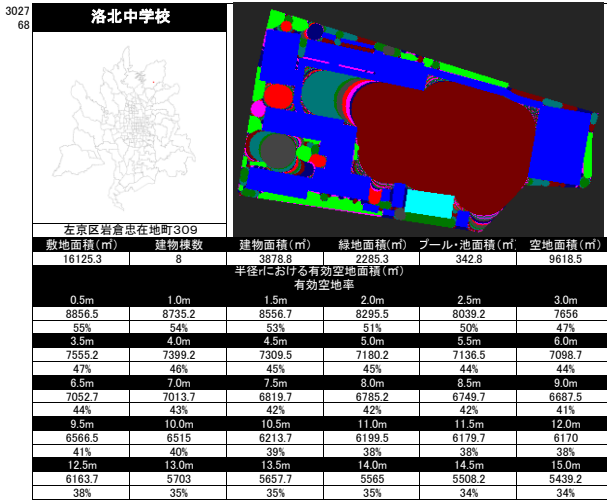 3027
68
洛北中学校
左京区岩倉忠在地町309
敷地面積(㎡) 建物棟数 建物面積(㎡) 緑地面積(㎡) プール・池面積(㎡) 空地面積(㎡)
16125.3 8 3878.8 2285.3 342.8 9618.5
半径rにおける有効空地面積(㎡)
有効空地率
0.5m 1.0m 1.5m 2.0m 2.5m 3.0m
8856.5 8735.2 8556.7 8295.5 8039.2 7656
55% 54% 53% 51% 50% 47%
3.5m 4.0m 4.5m 5.0m 5.5m 6.0m
7555.2 7399.2 7309.5 7180.2 7136.5 7098.7
47% 46% 45% 45% 44% 44%
6.5m 7.0m 7.5m 8.0m 8.5m 9.0m
7052.7 7013.7 6819.7 6785.2 6749.7 6687.5
44% 43% 42% 42% 42% 41%
9.5m 10.0m 10.5m 11.0m 11.5m 12.0m
6566.5 6515 6213.7 6199.5 6179.7 6170
41% 40% 39% 38% 38% 38%
12.5m 13.0m 13.5m 14.0m 14.5m 15.0m
6163.7 5703 5657.7 5565 5508.2 5439.2
38% 35% 35% 35% 34% 34%